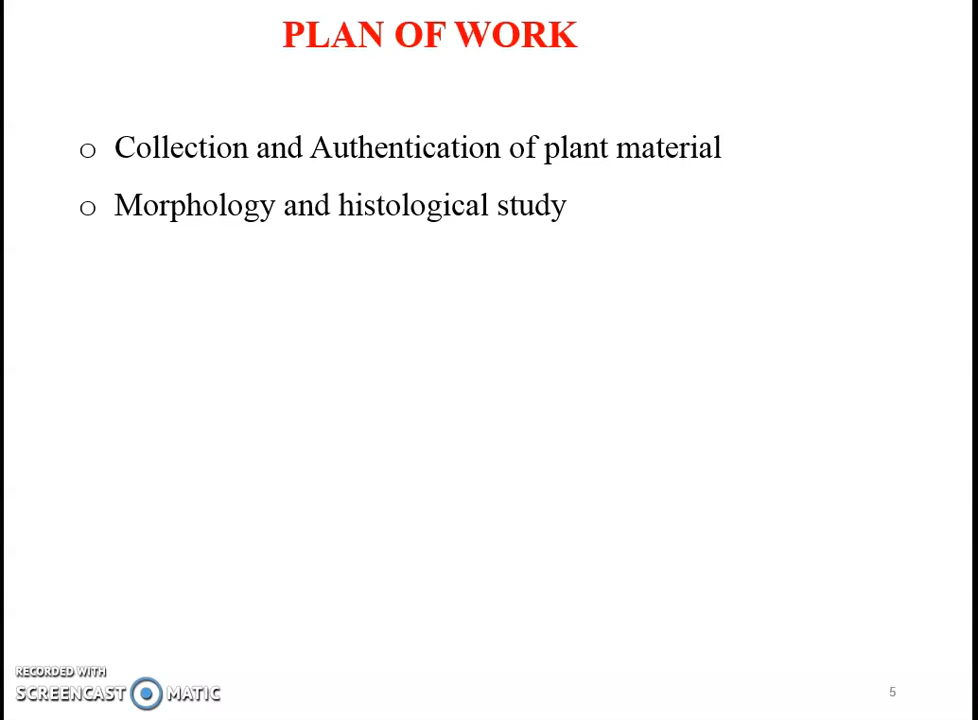 PLAN OF WORK
o Collection and Authentication of plant material
o Morphology and histological study
RECORDED WITH
SCREENCAST MATIC
5